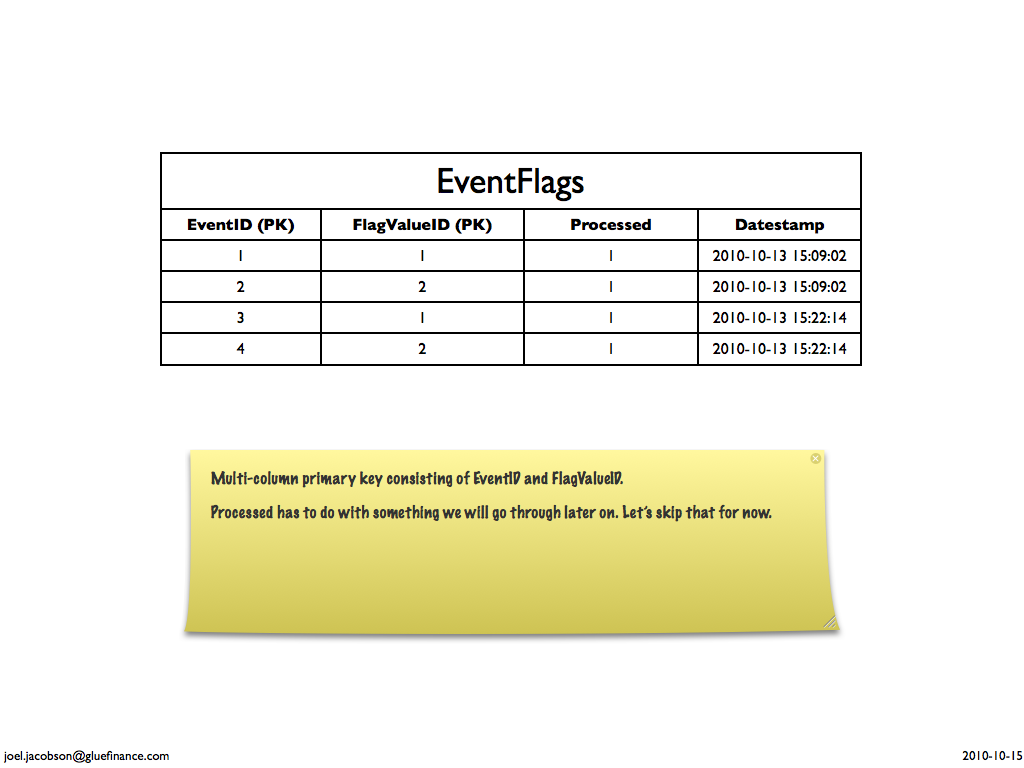 EventFlags
EventID (PK) FlagValueID (PK) Processed Datestamp
1 1 1 2010-10-13 15:09:02
2 2 1 2010-10-13 15:09:02
3 1 1 2010-10-13 15:22:14
4 2 1 2010-10-13 15:22:14
Multi-column primary key consisting of EventID and FlagValueID.
Processed has to do with something we will go through later on. Let's skip that for now.
joel.jacobson@gluefinance.com 2010-10-15